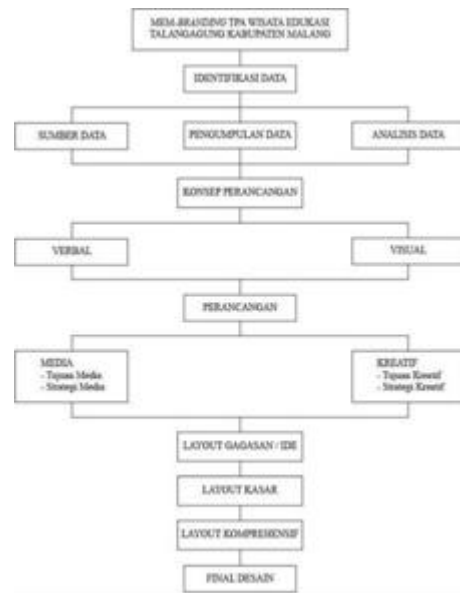 MEM-BRANDING TPA WISATA EDUKASI
TALANGAGUNG KABUPATEN MALANG
IDENTIFIKASI DATA
SUMBER DATA
PENGUMPULAN DATA
ANALISIS DATA
KONSEP PERANCANGAN
VERBAL
VISUAL
PERANCANGAN
MEDIA
- Tujuan Media
- Strategi Media
KREATIF
- Tujuan Kreatif
- Strategi Kreatif
LAYOUT GAGASAN / IDE
LAYOUT KASAR
LAYOUT KOMPREHENSIF
FINAL DESAIN